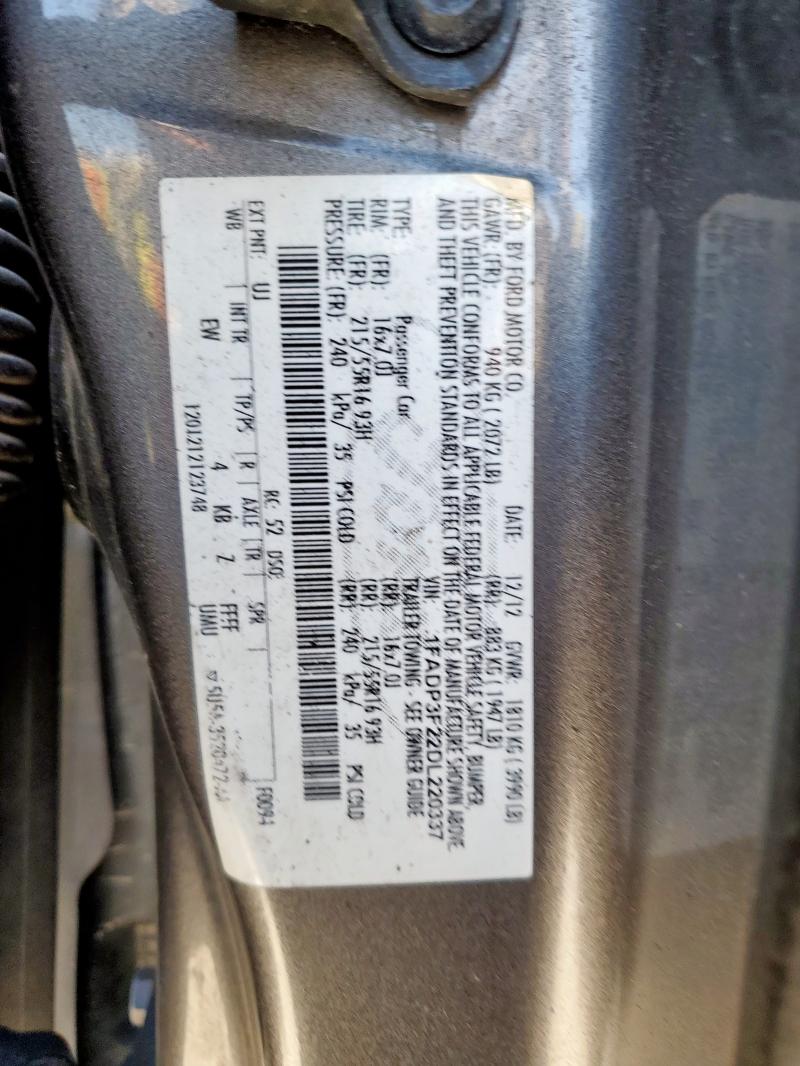 MFD. BY FORD MOTOR CO. DATE: 12/12 GVWR: 1810 KG ( 3990 LB)
GAWR: (FR): 940 KG ( 2072 LB) (RR): 883 KG ( 1947 LB)
THIS VEHICLE CONFORMS TO ALL APPLICABLE FEDERAL MOTOR VEHICLE SAFETY, BUMPER,
AND THEFT PREVENTION STANDARDS IN EFFECT ON THE DATE OF MANUFACTURE SHOWN ABOVE.
VIN: 1FADP3F22DL220337
TYPE: Passenger Car TRAILER TOWING - SEE OWNER GUIDE
RIM: (FR): 16x7.0J (RR): 16x7.0J
TIRE: (FR): 215/55R16 93H (RR): 215/55R16 93H
PRESSURE: (FR): 240 kPa/ 35 PSI COLD (RR): 240 kPa/ 35 PSI COLD
EXT PNT: UJ RC: 52 DSO: F0094
WB INT TR TP/PS R AXLE TR SPR
EW 4 KB Z FFFF
1201212123748 UMU